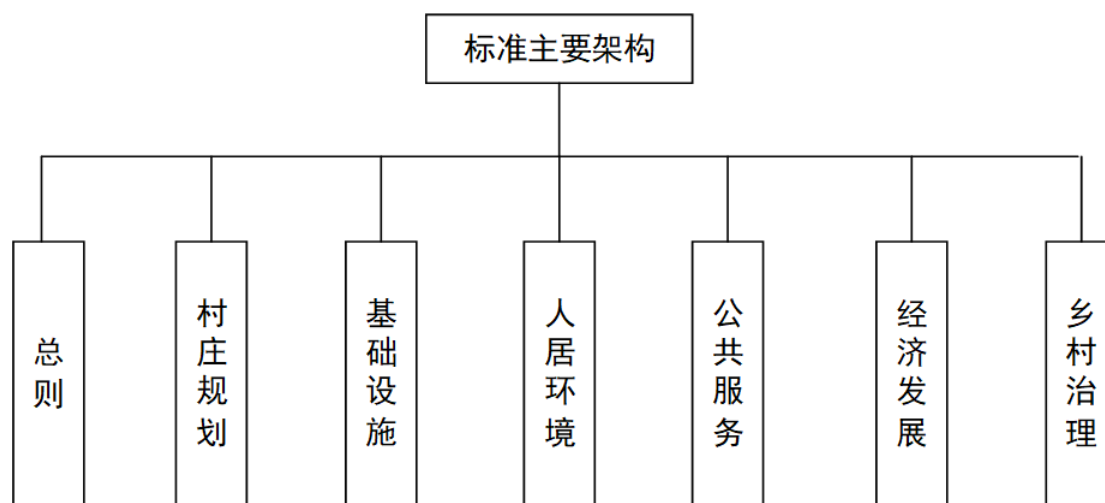 标准主要架构
总则
村庄规划
基础设施
人居环境
公共服务
经济发展
乡村治理